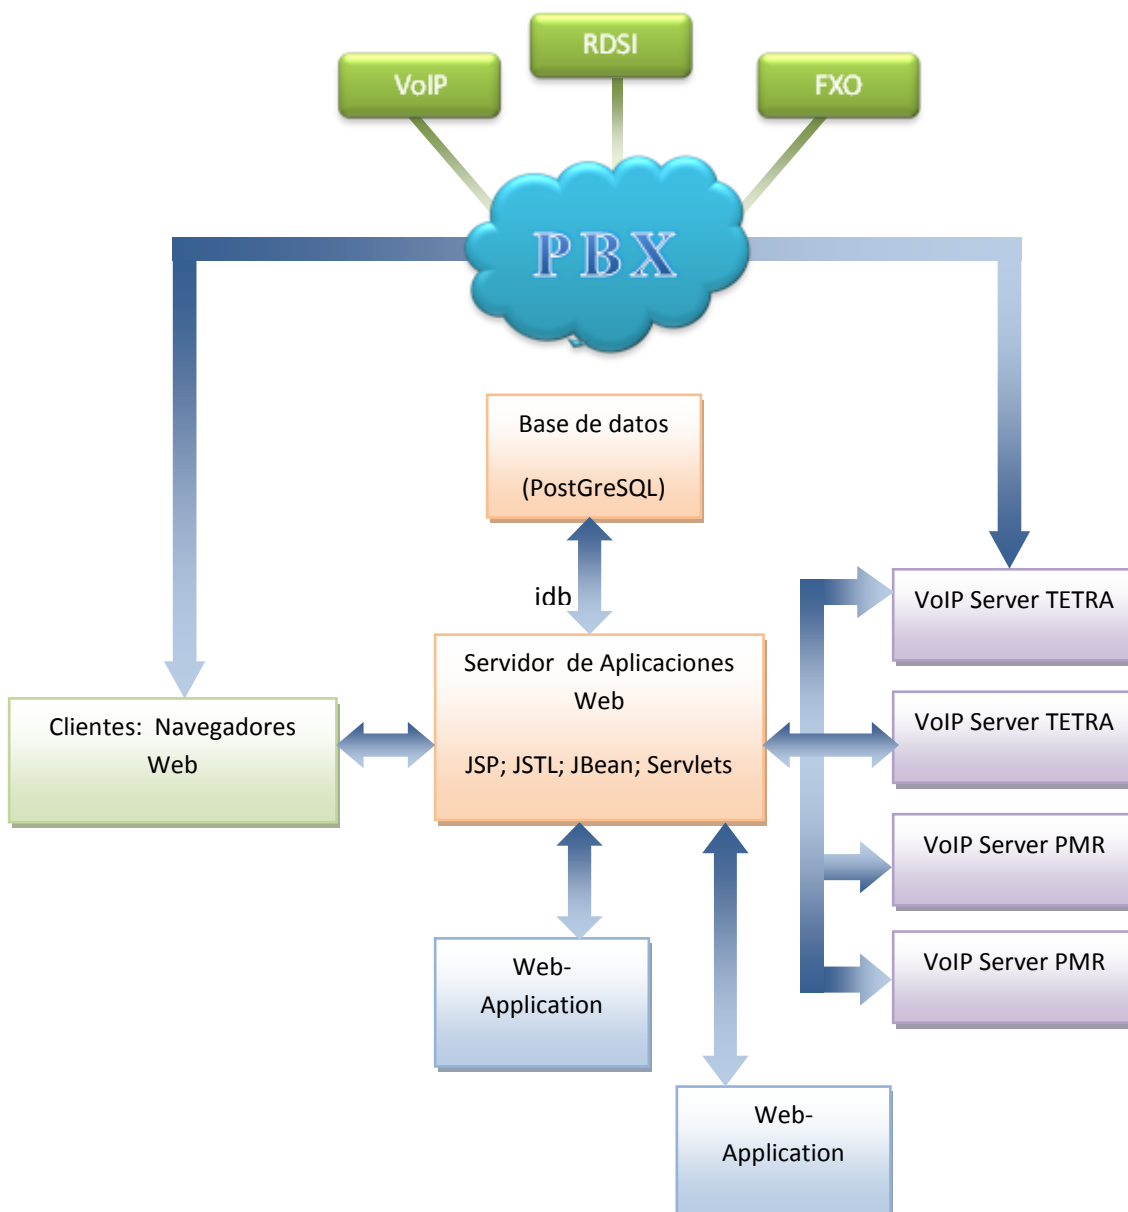 RDSI
VoIP
FXO
PBX
Base de datos
(PostGreSQL)
idb
VoIP Server TETRA
Servidor de Aplicaciones
Web
JSP; JSTL; JBean; Servlets
Clientes: Navegadores
Web
VoIP Server TETRA
VoIP Server PMR
VoIP Server PMR
Web-
Application
Web-
Application